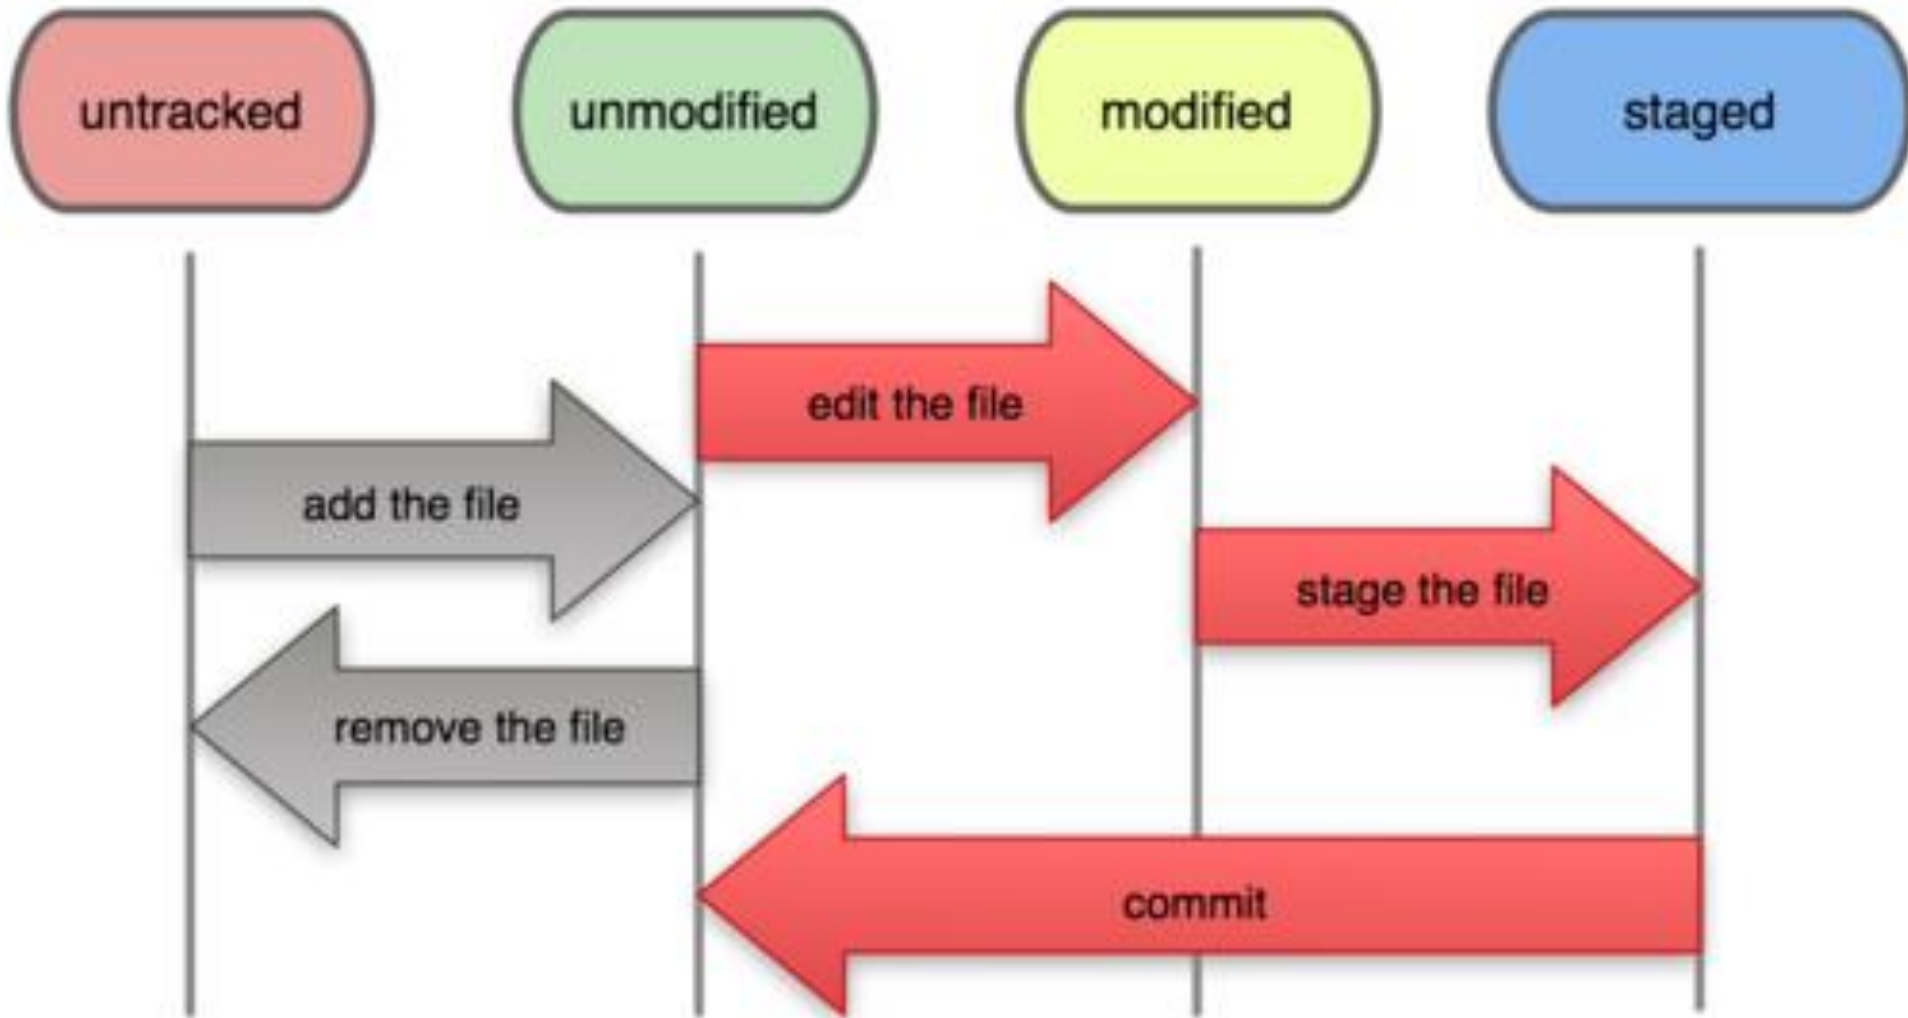 untracked
unmodified
modified
staged
edit the file
add the file
stage the file
remove the file
commit